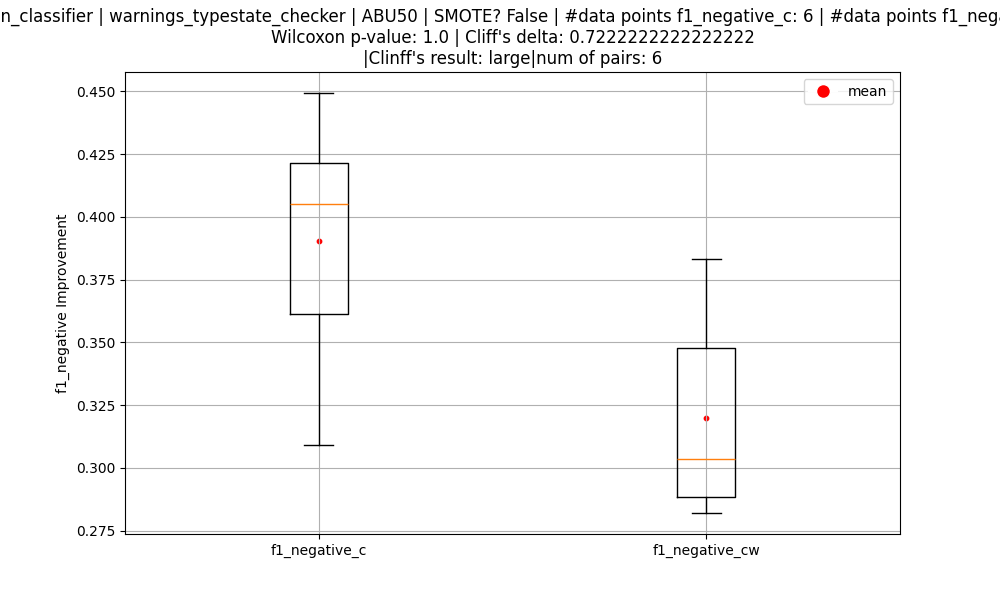 n_classifier | warnings_typestate_checker | ABU50 | SMOTE? False | #data points f1_negative_c: 6 | #data points f1_neg
Wilcoxon p-value: 1.0 | Cliff's delta: 0.7222222222222222
|Clinff's result: large|num of pairs: 6
mean
0.450
0.425
0.400
0.375
0.350
0.325
0.300
0.275
f1_negative Improvement
f1_negative_c
f1_negative_cw